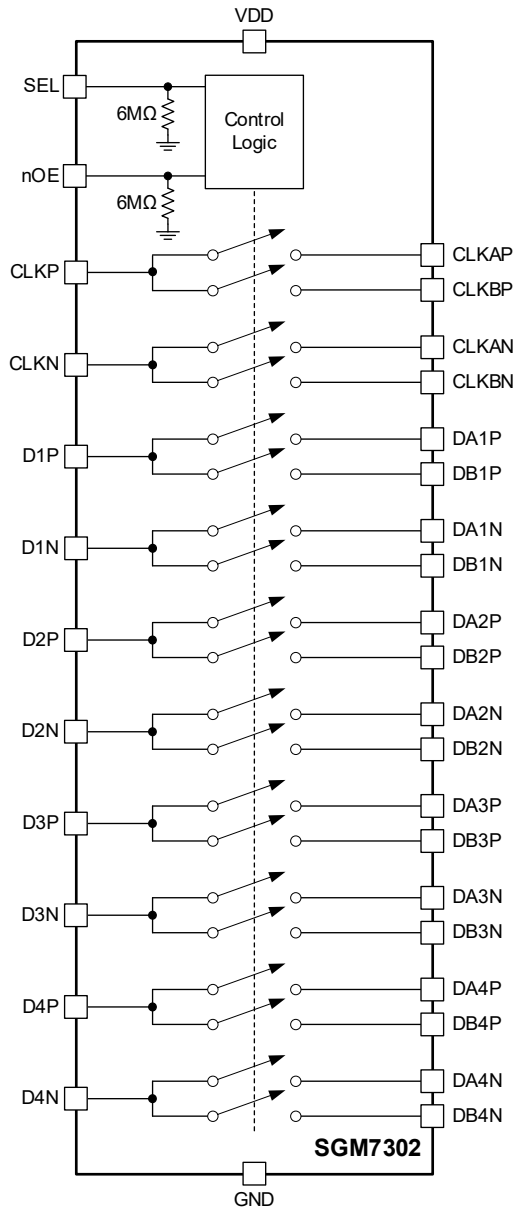 VDD
SEL
6MΩ
Control
Logic
nOE
6MΩ
CLKP
CLKAP
CLKBP
CLKN
CLKAN
CLKBN
D1P
DA1P
DB1P
D1N
DA1N
DB1N
D2P
DA2P
DB2P
D2N
DA2N
DB2N
D3P
DA3P
DB3P
D3N
DA3N
DB3N
D4P
DA4P
DB4P
D4N
DA4N
DB4N
SGM7302
GND